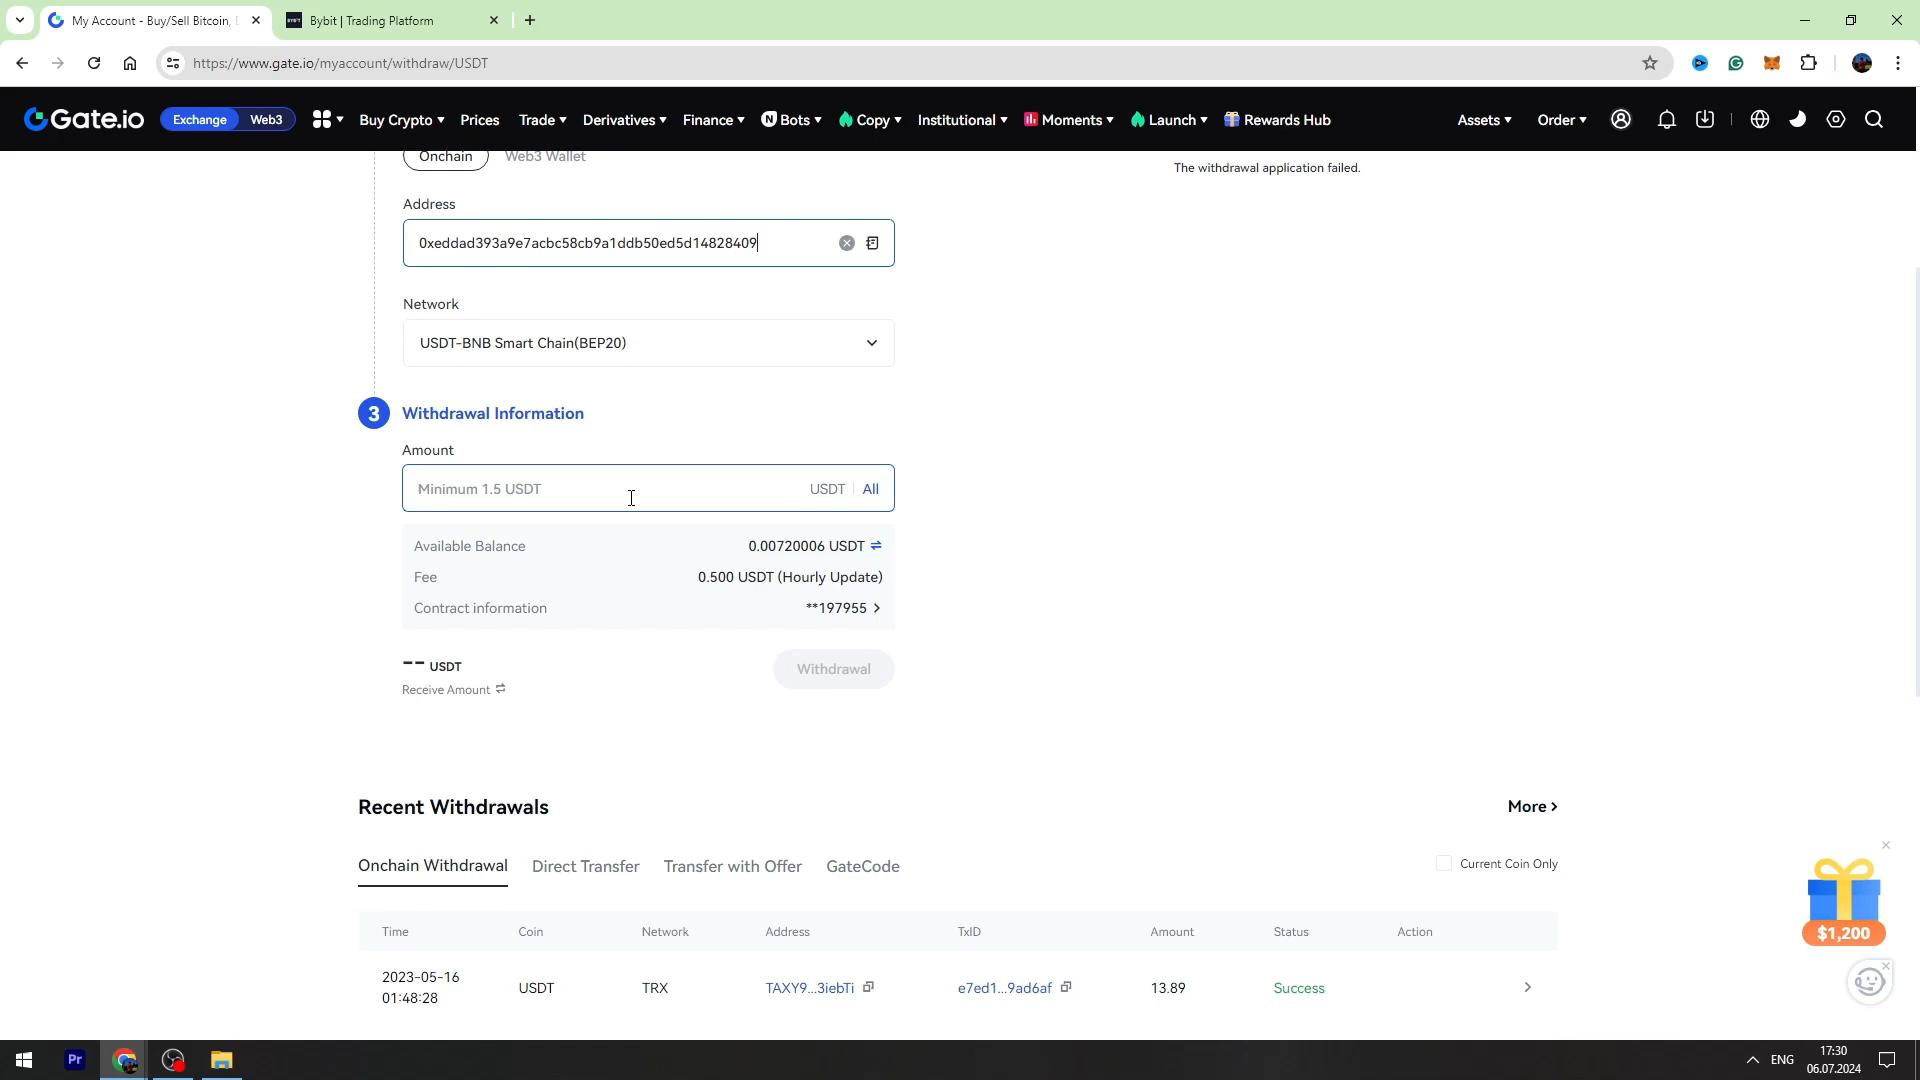 My Account - Buy/Sell Bitcoin, E
Bybit | Trading Platform
https://www.gate.io/myaccount/withdraw/USDT
Gate.io
Exchange
Web3
Buy Crypto
Prices
Trade
Derivatives
Finance
Bots
Copy
Institutional
Moments
Launch
Rewards Hub
Assets
Order
Onchain
Web3 Wallet
The withdrawal application failed.
Address
0xeddad393a9e7acbc58cb9a1ddb50ed5d14828409
Network
USDT-BNB Smart Chain(BEP20)
3
Withdrawal Information
Amount
Minimum 1.5 USDT
USDT
All
Available Balance
0.00720006 USDT
Fee
0.500 USDT (Hourly Update)
Contract information
**197955
-- USDT
Receive Amount
Withdrawal
Recent Withdrawals
More
Onchain Withdrawal
Direct Transfer
Transfer with Offer
GateCode
Current Coin Only
Time
Coin
Network
Address
TxID
Amount
Status
Action
2023-05-16
01:48:28
USDT
TRX
TAXY9...3iebTi
e7ed1...9ad6af
13.89
Success
$1,200
Pr
ENG
17:30
06.07.2024